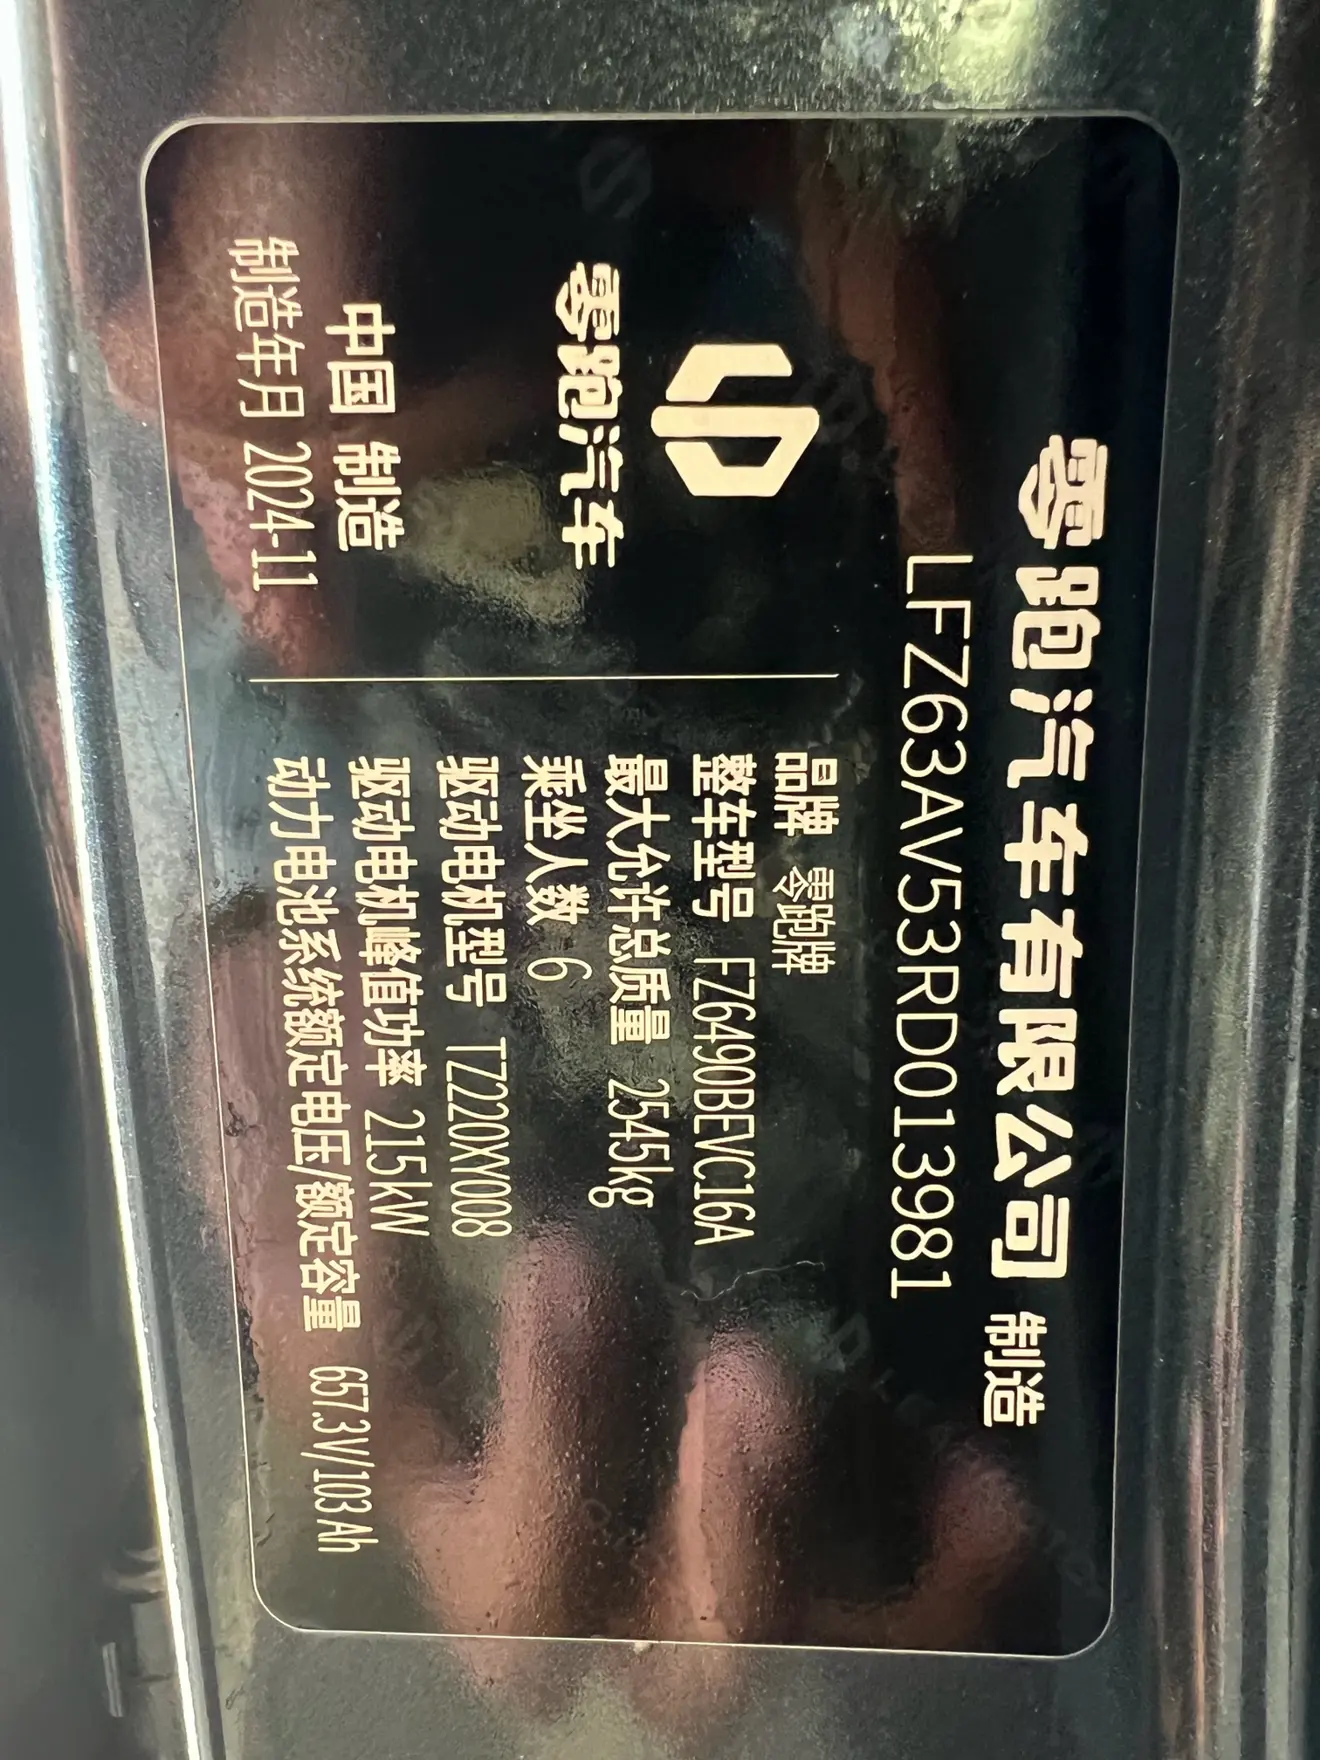 零跑汽车有限公司 制造
LFZ63AV53RD013981
零跑汽车
中国 制造
制造年月 2024-11
品牌 零跑牌
整车型号 FZ6490BEVC16A
最大允许总质量 2545kg
乘坐人数 6
驱动电机型号 TZ220XY008
驱动电机峰值功率 215kW
动力电池系统额定电压/额定容量 657.3V/103Ah